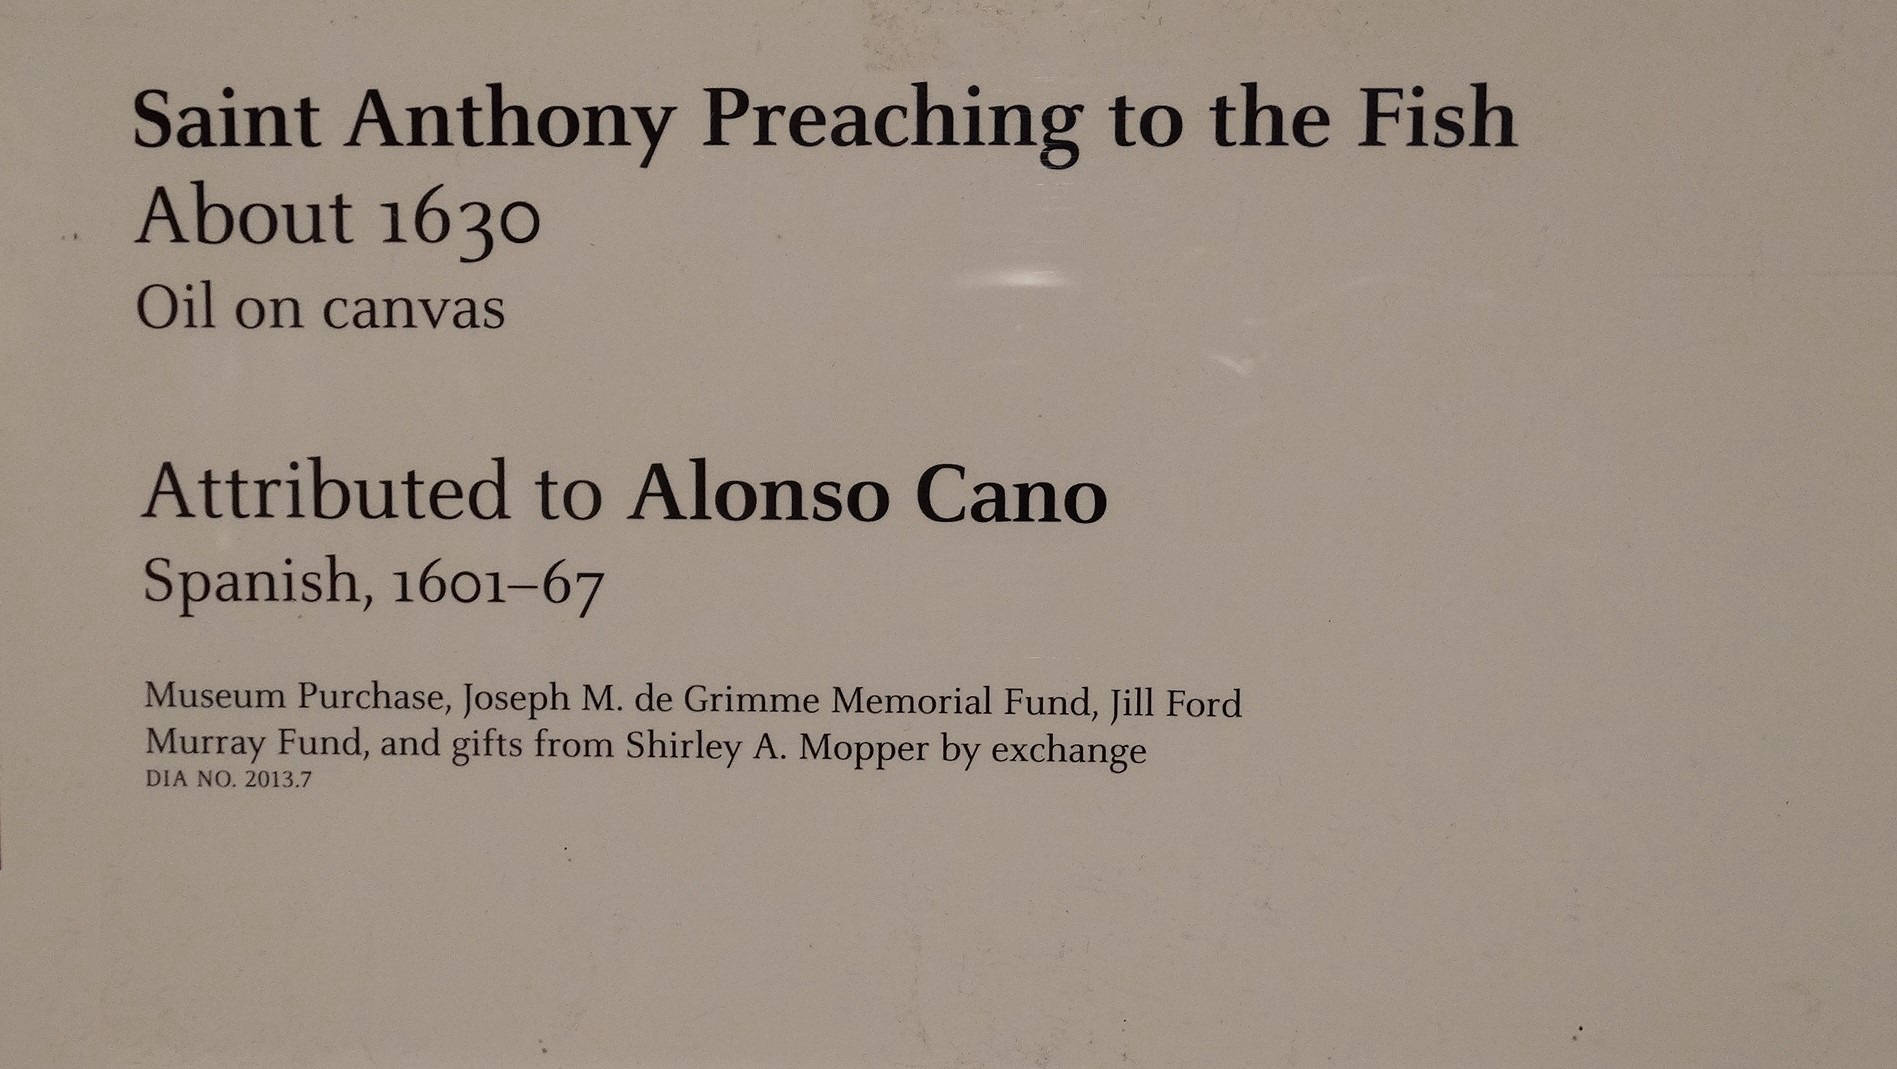 Saint Anthony Preaching to the Fish
About 1630
Oil on canvas
Attributed to Alonso Cano
Spanish, 1601–67
Museum Purchase, Joseph M. de Grimme Memorial Fund, Jill Ford
Murray Fund, and gifts from Shirley A. Mopper by exchange
DIA NO. 2013.7